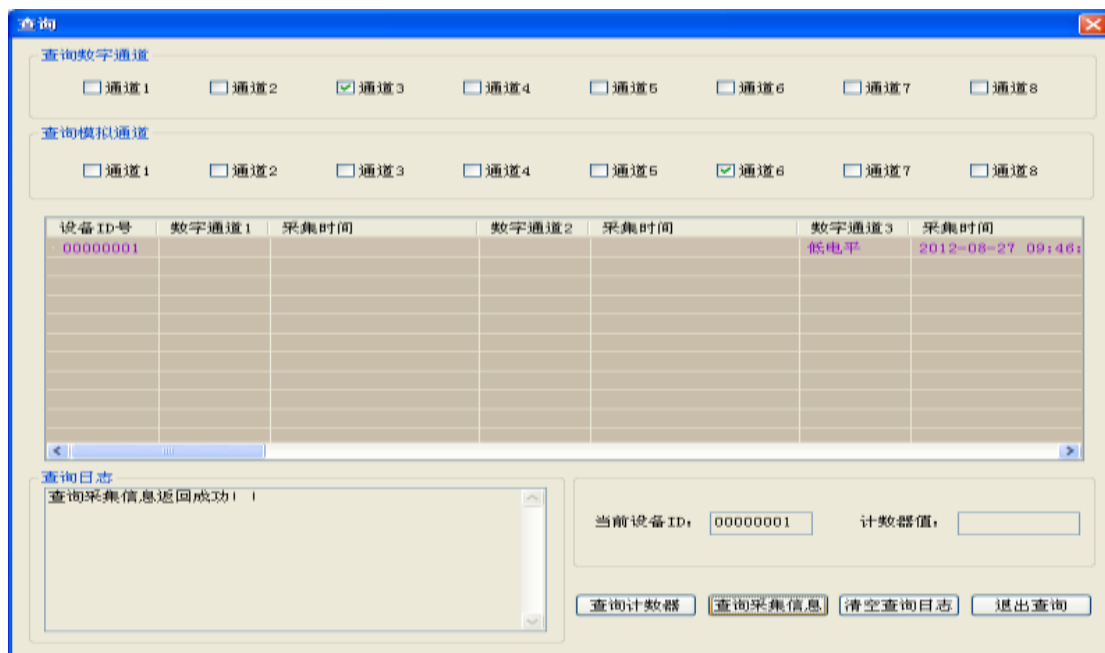 查询
查询数字通道
通道1 通道2 通道3 通道4 通道5 通道6 通道7 通道8
查询模拟通道
通道1 通道2 通道3 通道4 通道5 通道6 通道7 通道8
设备ID号 数字通道1 采集时间 数字通道2 采集时间 数字通道3 采集时间
00000001 低电平 2012-08-27 09:46:
查询日志
查询采集信息返回成功！！
当前设备ID： 00000001 计数器值：
查询计数器 查询采集信息 清空查询日志 退出查询